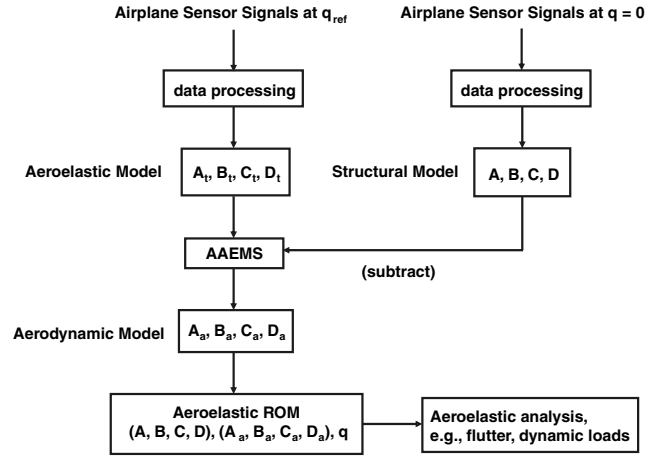 Airplane Sensor Signals at q_ref
Airplane Sensor Signals at q = 0
data processing
data processing
Aeroelastic Model
A_t, B_t, C_t, D_t
Structural Model
A, B, C, D
AAEMS
(subtract)
Aerodynamic Model
A_a, B_a, C_a, D_a
Aeroelastic ROM
(A, B, C, D), (A_a, B_a, C_a, D_a), q
Aeroelastic analysis,
e.g., flutter, dynamic loads